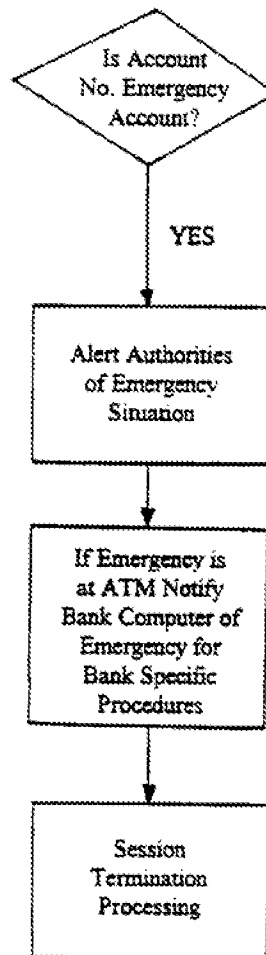 Is Account
No. Emergency
Account?
YES
Alert Authorities
of Emergency
Situation
If Emergency is
at ATM Notify
Bank Computer of
Emergency for
Bank Specific
Procedures
Session
Termination
Processing